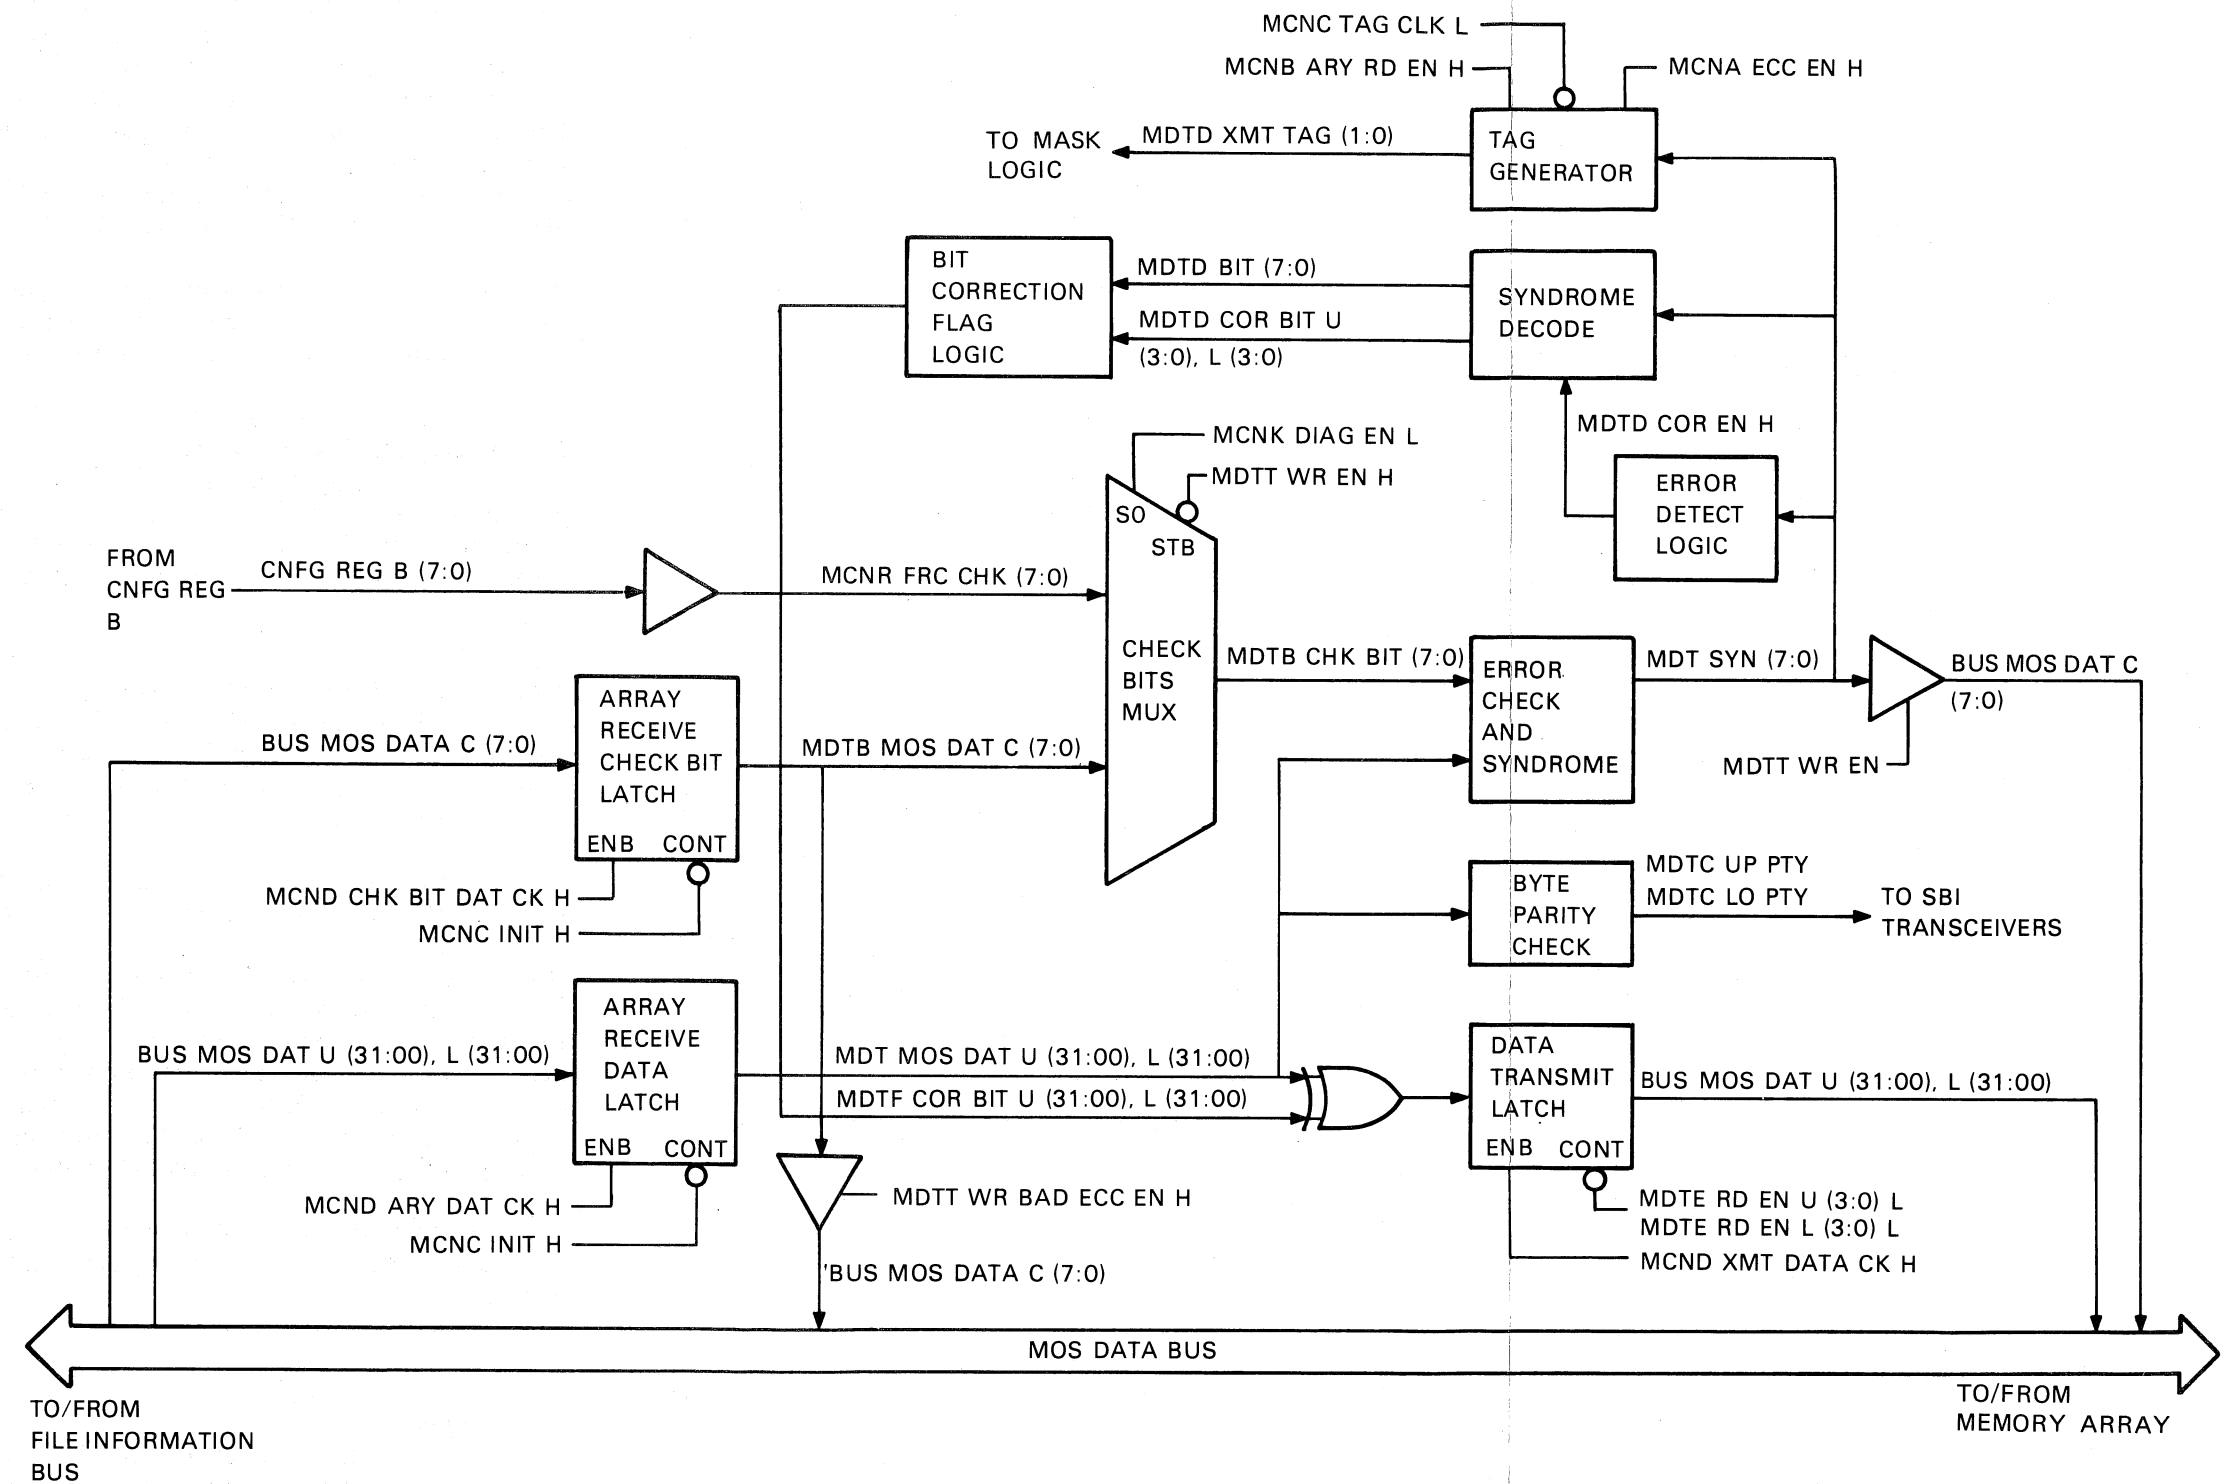 MCNC TAG CLK L
MCNB ARY RD EN H
MCNA ECC EN H
TO MASK
LOGIC
MDTD XMT TAG (1:0)
TAG
GENERATOR
BIT
CORRECTION
FLAG
LOGIC
MDTD BIT (7:0)
MDTD COR BIT U
(3:0), L (3:0)
SYNDROME
DECODE
MDTD COR EN H
MCNK DIAG EN L
MDTT WR EN H
ERROR
DETECT
LOGIC
S0
STB
FROM
CNFG REG
B
CNFG REG B (7:0)
MCNR FRC CHK (7:0)
CHECK
BITS
MUX
MDTB CHK BIT (7:0)
ERROR
CHECK
AND
SYNDROME
MDT SYN (7:0)
BUS MOS DAT C
(7:0)
MDTT WR EN
ARRAY
RECEIVE
CHECK BIT
LATCH
ENB CONT
BUS MOS DATA C (7:0)
MDTB MOS DAT C (7:0)
MCND CHK BIT DAT CK H
MCNC INIT H
BYTE
PARITY
CHECK
MDTC UP PTY
MDTC LO PTY
TO SBI
TRANSCEIVERS
ARRAY
RECEIVE
DATA
LATCH
ENB CONT
BUS MOS DAT U (31:00), L (31:00)
MDT MOS DAT U (31:00), L (31:00)
MDTF COR BIT U (31:00), L (31:00)
DATA
TRANSMIT
LATCH
ENB CONT
BUS MOS DAT U (31:00), L (31:00)
MCND ARY DAT CK H
MCNC INIT H
MDTT WR BAD ECC EN H
MDTE RD EN U (3:0) L
MDTE RD EN L (3:0) L
MCND XMT DATA CK H
BUS MOS DATA C (7:0)
MOS DATA BUS
TO/FROM
FILE INFORMATION
BUS
TO/FROM
MEMORY ARRAY